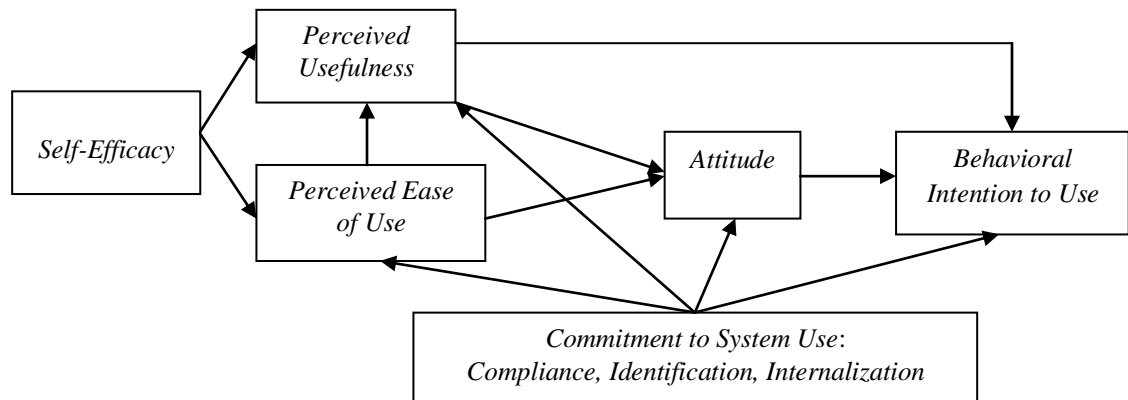 Perceived
Usefulness
Self-Efficacy
Perceived Ease
of Use
Attitude
Behavioral
Intention to Use
Commitment to System Use:
Compliance, Identification, Internalization